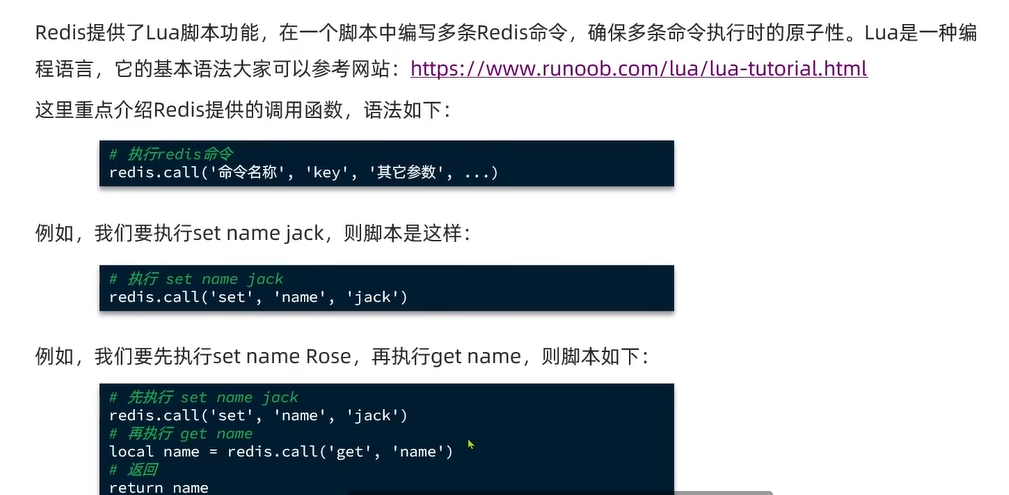 Redis提供了Lua脚本功能，在一个脚本中编写多条Redis命令，确保多条命令执行时的原子性。Lua是一种编
程语言，它的基本语法大家可以参考网站：https://www.runoob.com/lua/lua-tutorial.html
这里重点介绍Redis提供的调用函数，语法如下：
# 执行redis命令
redis.call('命令名称', 'key', '其它参数', ...)
例如，我们要执行set name jack，则脚本是这样：
# 执行 set name jack
redis.call('set', 'name', 'jack')
例如，我们要先执行set name Rose，再执行get name，则脚本如下：
# 先执行 set name jack
redis.call('set', 'name', 'jack')
# 再执行 get name
local name = redis.call('get', 'name')
# 返回
return name